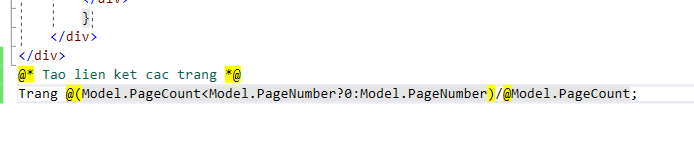 </div>
}
</div>
</div>
@* Tao lien ket cac trang *@
Trang @(Model.PageCount<Model.PageNumber?0:Model.PageNumber)/@Model.PageCount;